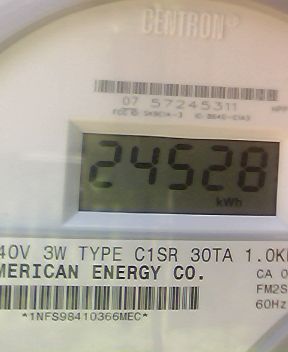 CENTRON®
07 57245311
24528
kWh
40V 3W TYPE C1SR 30TA 1.0K
MERICAN ENERGY CO.
CA 0
FM2S
60Hz
*1NFS98410366MEC*